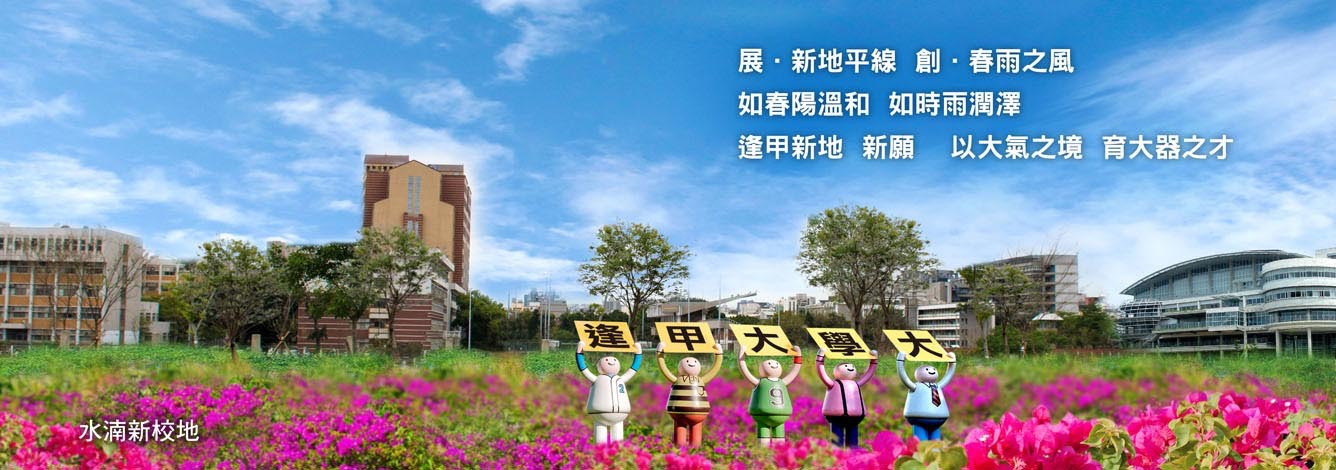 展．新地平線 創．春雨之風
如春陽溫和 如時雨潤澤
逢甲新地 新願 以大氣之境 育大器之才
逢甲大學大
水湳新校地